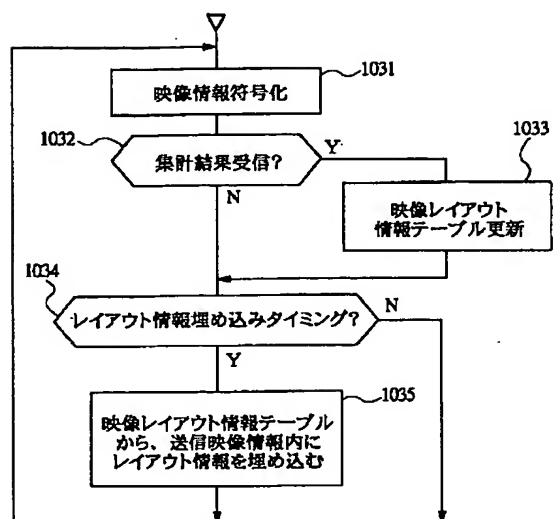 1031
映像情報符号化
1032
集計結果受信?
Y
1033
N
映像レイアウト
情報テーブル更新
1034
レイアウト情報埋め込みタイミング?
N
Y
1035
映像レイアウト情報テーブル
から、送信映像情報内に
レイアウト情報を埋め込む